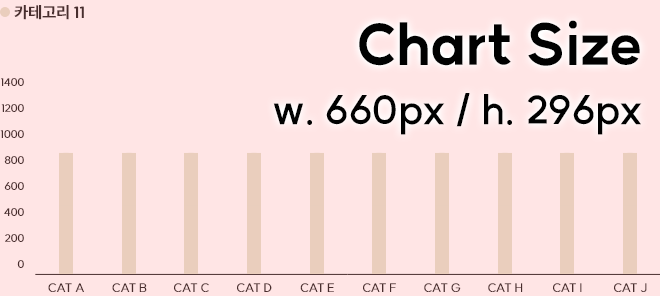 카테고리 11
Chart Size
w. 660px / h. 296px
1400
1200
1000
800
600
400
200
0
CAT A CAT B CAT C CAT D CAT E CAT F CAT G CAT H CAT I CAT J